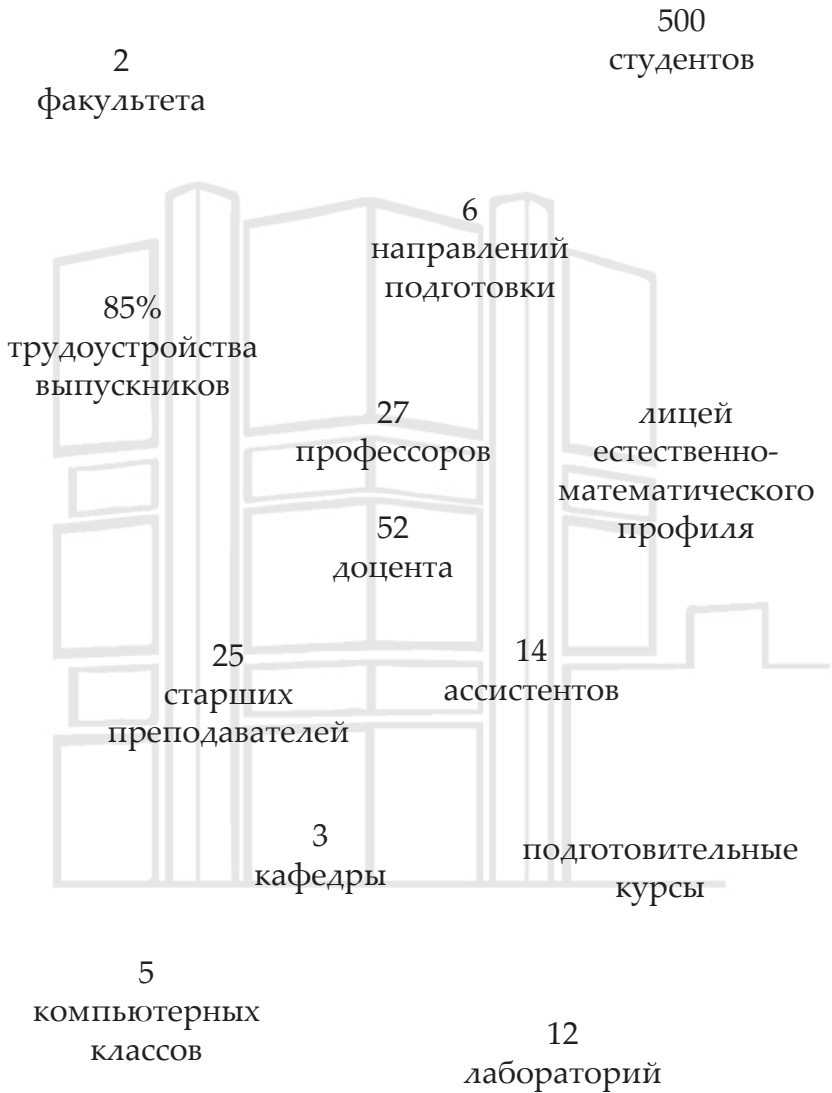 500
студентов
2
факультета
6
направлений
подготовки
85%
трудоустройства
выпускников
27
профессоров
лицей
естественно-
математического
профиля
52
доцента
25
старших
преподавателей
14
ассистентов
3
кафедры
подготовительные
курсы
5
компьютерных
классов
12
лабораторий